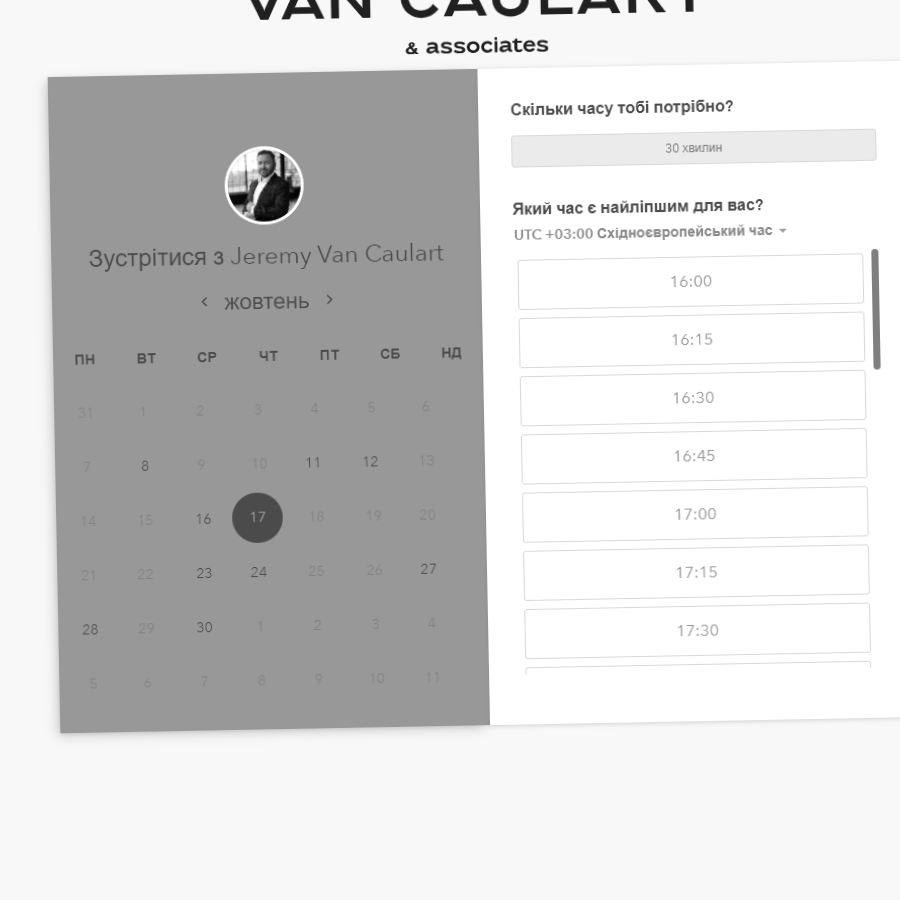 VAN CAULART
& associates
Зустрітися з Jeremy Van Caulart
жовтень
ПН ВТ СР ЧТ ПТ СБ НД
31 1 2 3 4 5 6
7 8 9 10 11 12 13
14 15 16 17 18 19 20
21 22 23 24 25 26 27
28 29 30 1 2 3 4
5 6 7 8 9 10 11
Скільки часу тобі потрібно?
30 хвилин
Який час є найліпшим для вас?
UTC +03:00 Східноєвропейський час
16:00
16:15
16:30
16:45
17:00
17:15
17:30